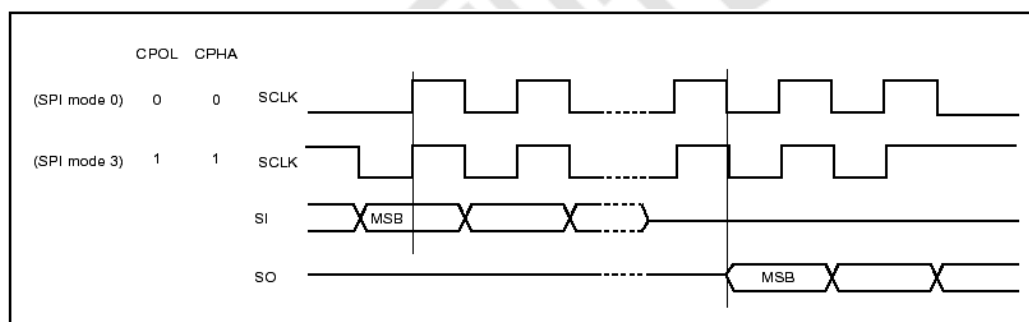 CPOL CPHA
(SPI mode 0) 0 0 SCLK
(SPI mode 3) 1 1 SCLK
SI MSB
SO MSB